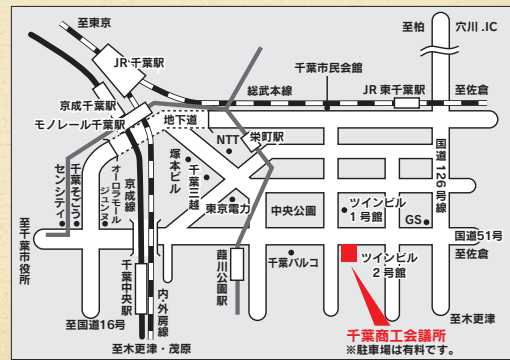 至東京
至柏
穴川.IC
JR千葉駅
千葉市民会館
総武本線
JR 東千葉駅
至佐倉
京成千葉駅
モノレール千葉駅
地下道
NTT
栄町駅
国道126号線
塚本ビル
千葉三越
京成線
オーロラモール
ジュンヌ
千葉そごう
センシティ
東京電力
中央公園
ツインビル
1号館
GS
国道51号
至佐倉
至千葉市役所
千葉中央駅
内・外房線
葭川公園駅
千葉パルコ
ツインビル
2号館
至国道16号
至木更津・茂原
至木更津
千葉商工会議所
※駐車場は有料です。